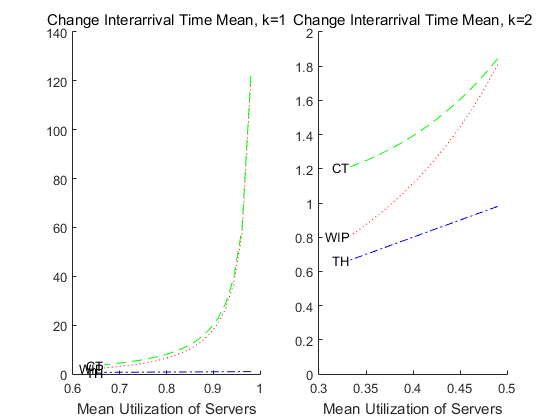 Change Interarrival Time Mean, k=1
140
120
100
80
60
40
20
0
CT
WIP
TH
0.6
0.7
0.8
0.9
1
Mean Utilization of Servers
Change Interarrival Time Mean, k=2
2
1.8
1.6
1.4
1.2
1
0.8
0.6
0.4
0.2
0
CT
WIP
TH
0.3
0.35
0.4
0.45
0.5
Mean Utilization of Servers